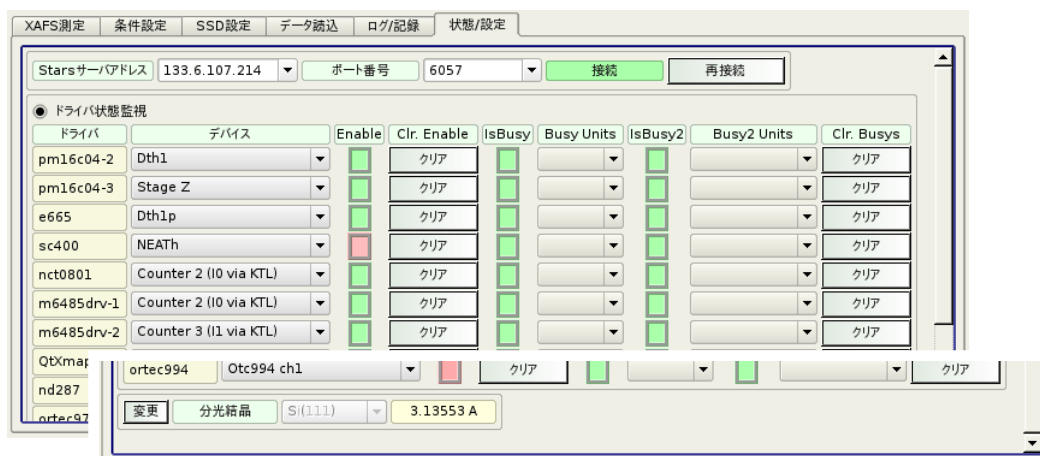 XAFS測定 条件設定 SSD設定 データ読込 ログ/記録 状態/設定
Starsサーバアドレス 133.6.107.214 ポート番号 6057 接続 再接続
ドライバ状態監視
ドライバ デバイス Enable Clr. Enable IsBusy Busy Units IsBusy2 Busy2 Units Clr. Busys
pm16c04-2 Dth1 クリア クリア
pm16c04-3 Stage Z クリア クリア
e665 Dth1p クリア クリア
sc400 NEATh クリア クリア
nct0801 Counter 2 (I0 via KTL) クリア クリア
m6485drv-1 Counter 2 (I0 via KTL) クリア クリア
m6485drv-2 Counter 3 (I1 via KTL) クリア クリア
QtXmap
ortec994 Otc994 ch1 クリア クリア
nd287
変更 分光結晶 Si(111) 3.13553 A
ortec97